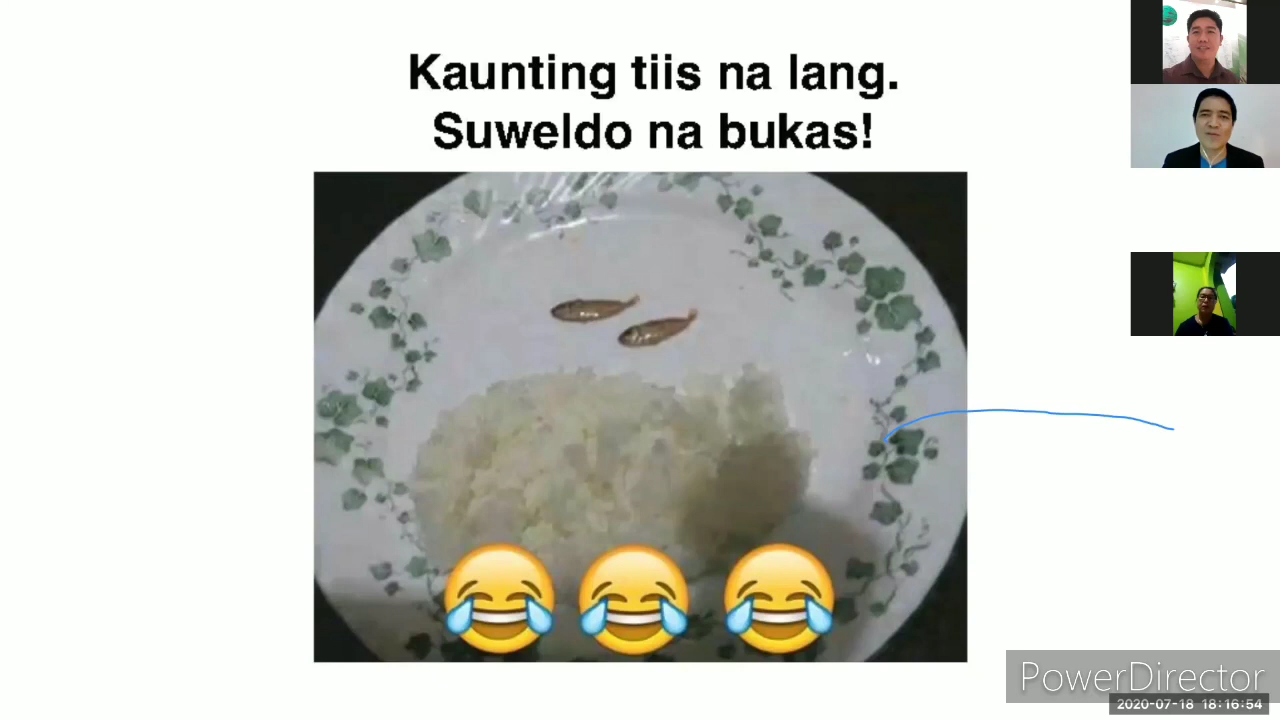 Kaunting tiis na lang.
Suweldo na bukas!
PowerDirector
2020-07-18 18:16:54